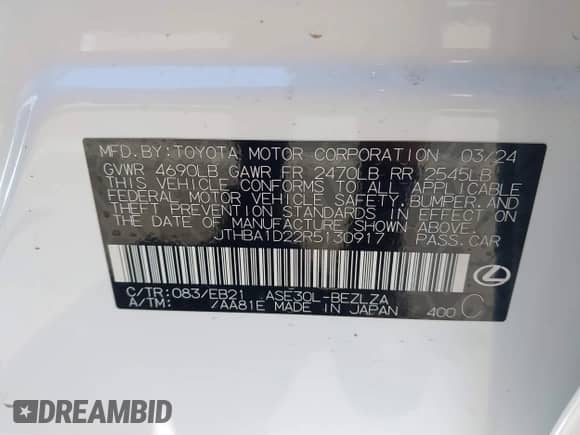 MFD.BY:TOYOTA MOTOR CORPORATION 03/24
GVWR 4690LB GAWR FR 2470LB RR 2545LB
THIS VEHICLE CONFORMS TO ALL APPLICABLE
FEDERAL MOTOR VEHICLE SAFETY,BUMPER,AND
THEFT PREVENTION STANDARDS IN EFFECT ON
THE DATE OF MANUFACTURE SHOWN ABOVE.
JTHBA1D22R5130917 PASS.CAR
C/TR:083/EB21 ASE30L-BEZLZA
A/TM: /AA81E MADE IN JAPAN 400 C
DREAMBID